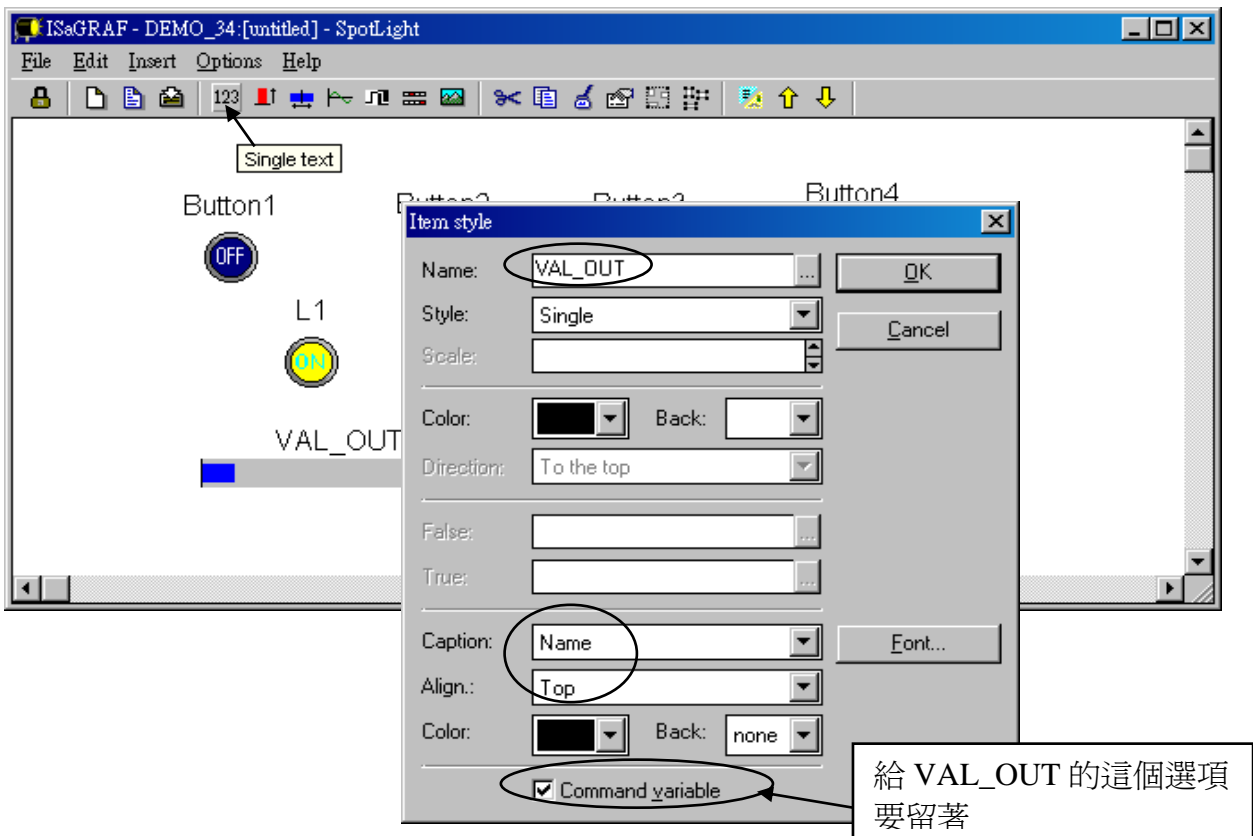 ISaGRAF - DEMO_34:[untitled] - SpotLight
File Edit Insert Options Help
123
Single text
Button1 Button2 Button3 Button4
OFF
L1
ON
VAL_OUT
Item style
Name: VAL_OUT ... OK
Style: Single Cancel
Scale:
Color: Back:
Direction: To the top
False: ...
True: ...
Caption: Name Font...
Align.: Top
Color: Back: none
Command variable
給 VAL_OUT 的這個選項
要留著